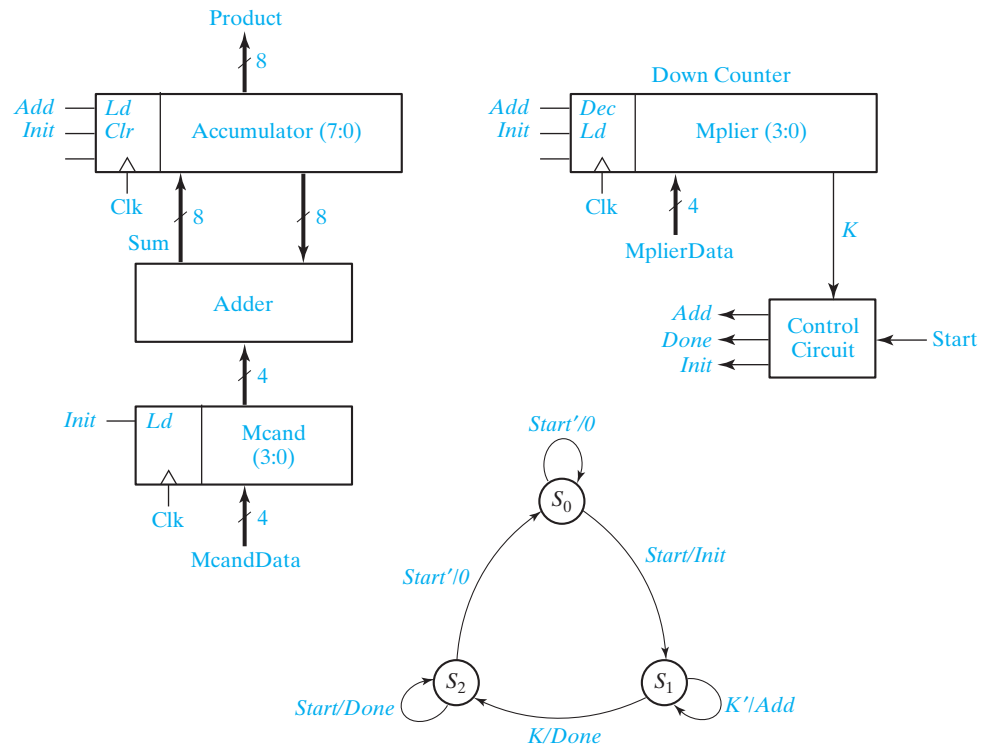 Product
8
Add
Init
Ld
Clr
Accumulator (7:0)
Clk
8
8
Sum
Adder
4
Init
Ld
Mcand
(3:0)
Clk
4
McandData
Down Counter
Add
Init
Dec
Ld
Mplier (3:0)
Clk
4
MplierData
K
Add
Done
Init
Control
Circuit
Start
Start'/0
S0
Start/Init
Start'/0
S2
S1
Start/Done
K'/Add
K/Done